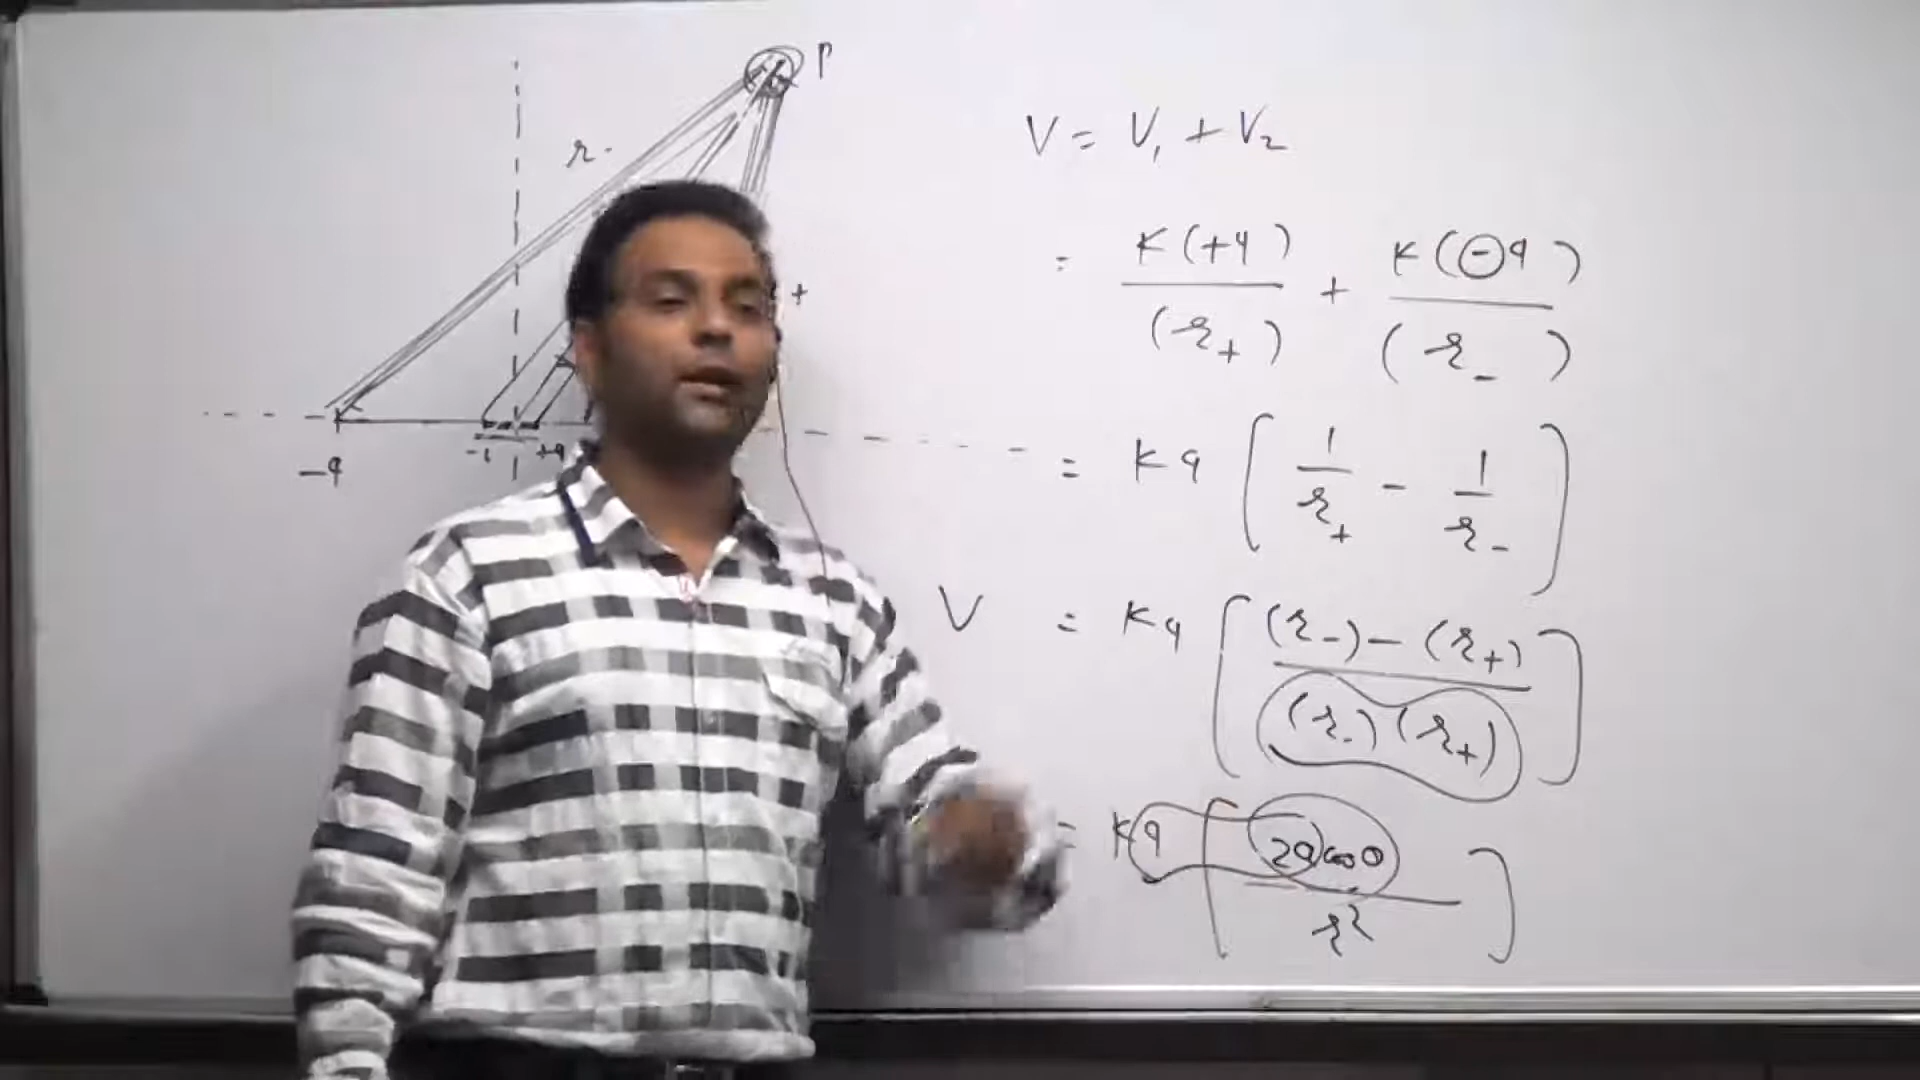 P
r
+
-q
-q +q
V = V₁ + V₂
= K(+q)/(r₊) + K(-q)/(r₋)
= Kq [1/r₊ - 1/r₋]
V = Kq [(r₋) - (r₊)/(r₋)(r₊)]
= Kq [2a cos θ/r²]